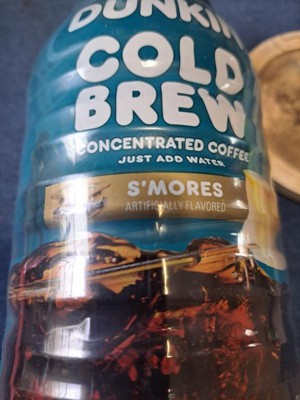 DUNKIN
COLD
BREW
CONCENTRATED COFFEE
JUST ADD WATER
S'MORES
ARTIFICIALLY FLAVORED